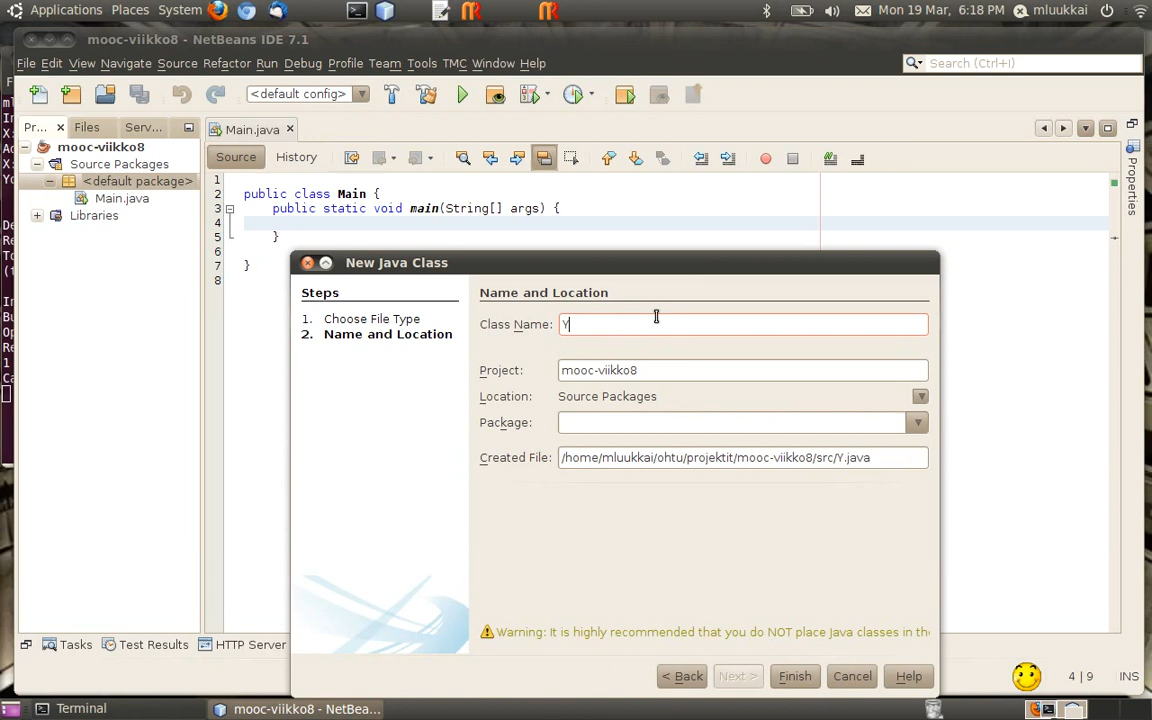 Applications Places System Mon 19 Mar, 6:18 PM mluukkai
mooc-viikko8 - NetBeans IDE 7.1
File Edit View Navigate Source Refactor Run Debug Profile Team Tools TMC Window Help Search (Ctrl+I)
<default config>
Pr... Files Serv... Main.java
mooc-viikko8 Source History
Source Packages
<default package>
Main.java
Libraries
Properties
1
2 public class Main {
3 public static void main(String[] args) {
4
5 }
6
7 }
8
New Java Class
Steps
1. Choose File Type
2. Name and Location
Name and Location
Class Name: Y
Project: mooc-viikko8
Location: Source Packages
Package:
Created File: /home/mluukkai/ohtu/projektit/mooc-viikko8/src/Y.java
Warning: It is highly recommended that you do NOT place Java classes in the
< Back Next > Finish Cancel Help
Tasks Test Results HTTP Server 4 | 9 INS
Terminal mooc-viikko8 - NetBea...